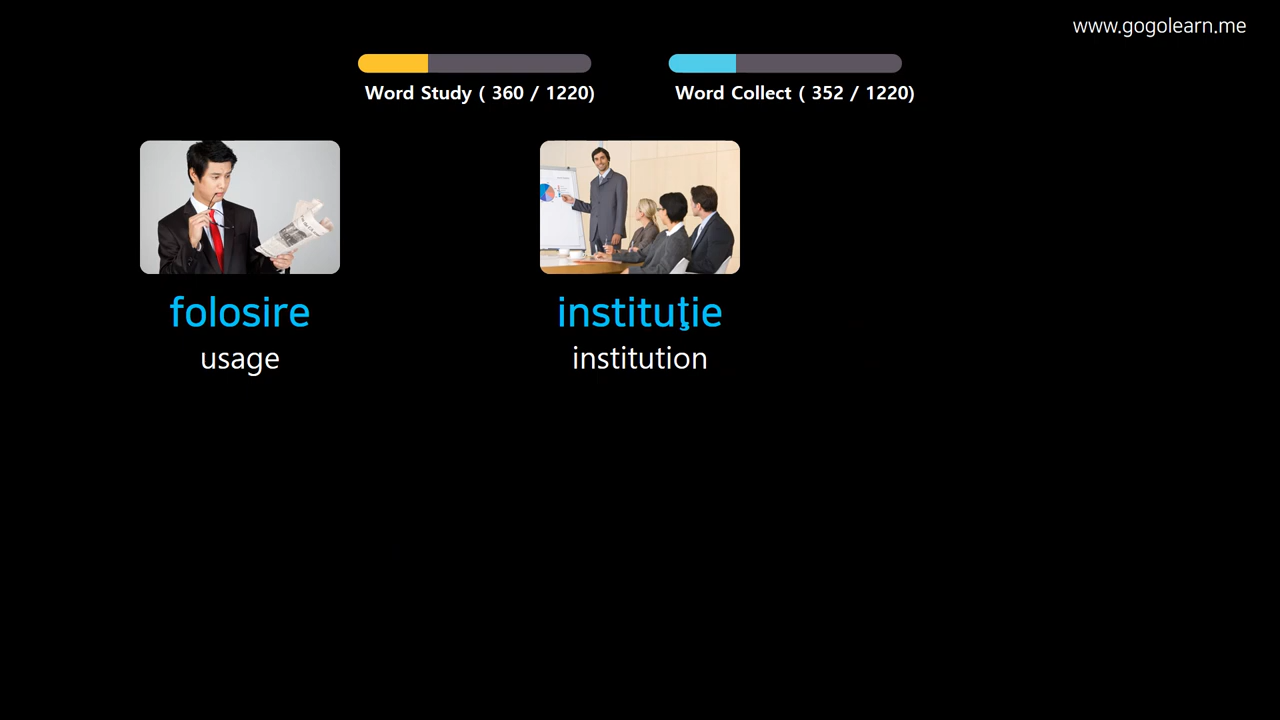 www.gogolearn.me
Word Study ( 360 / 1220)
Word Collect ( 352 / 1220)
folosire
usage
instituţie
institution